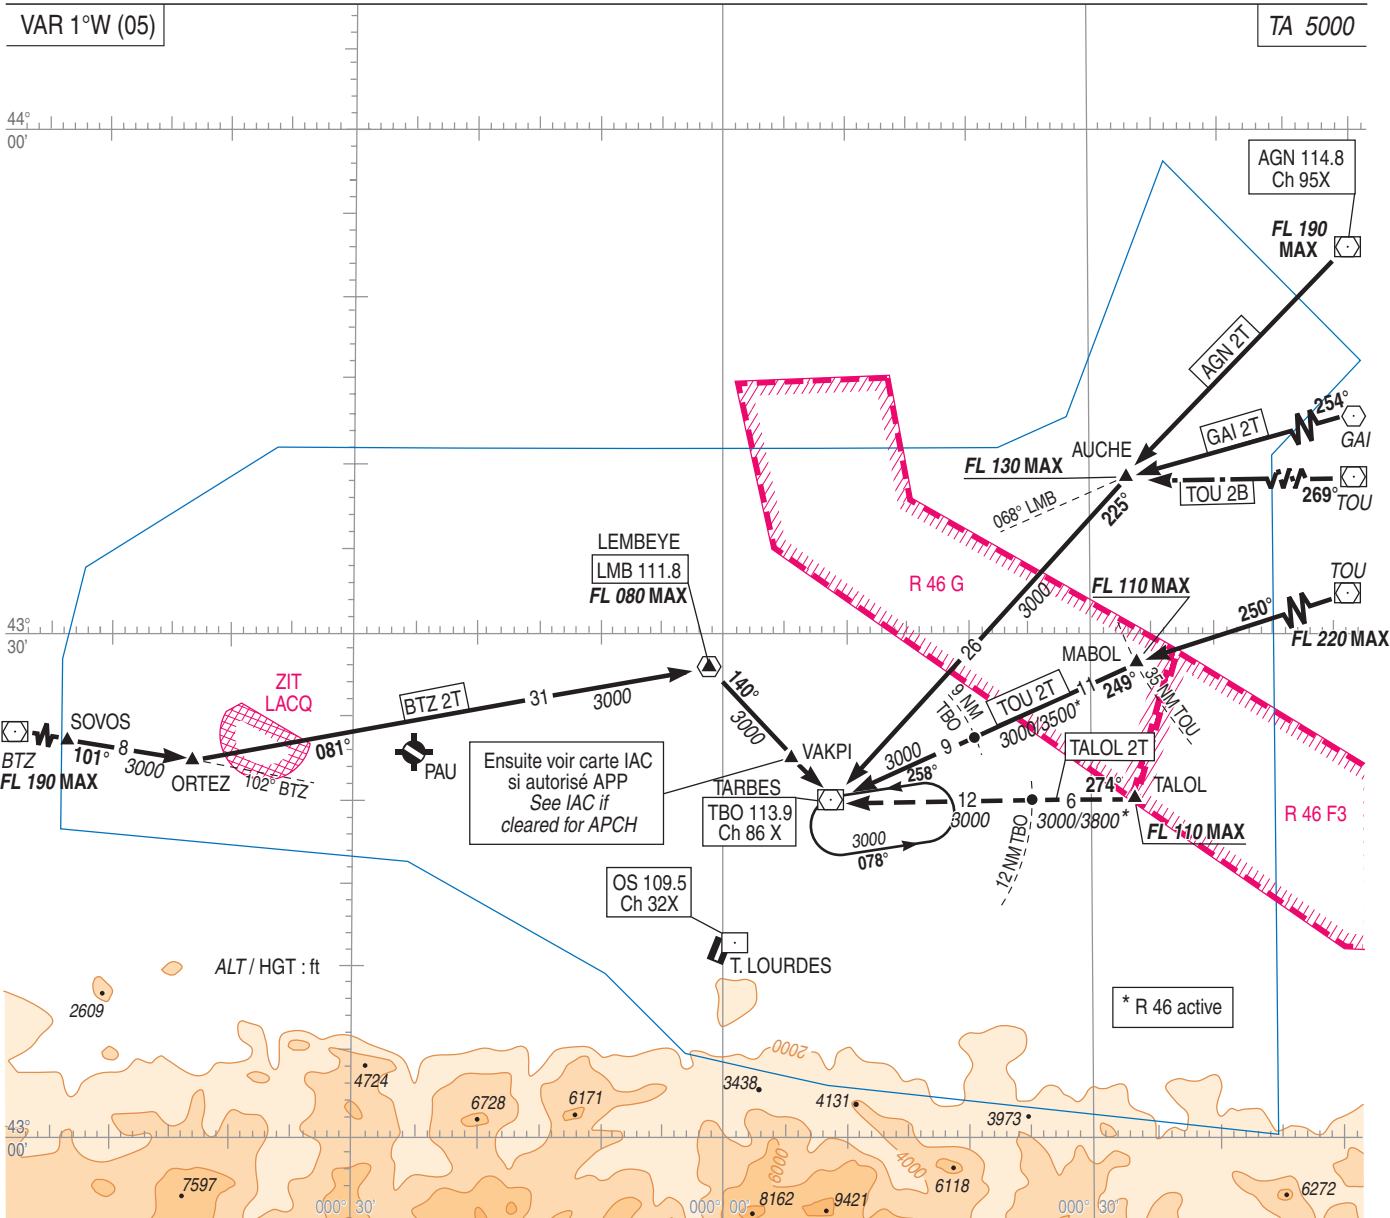 VAR 1°W (05)
TA 5000
44°
00'
AGN 114.8
Ch 95X
FL 190
MAX
AGN 2T
254°
GAI 2T
GAI
AUCHE
FL 130 MAX
TOU 2B
269°
TOU
068° LMB
225°
LEMBEYE
LMB 111.8
FL 080 MAX
R 46 G
3000
FL 110 MAX
TOU
250°
FL 220 MAX
43°
30'
26
MABOL
ZIT
LACQ
BTZ 2T
31
3000
140°
3000
9 NM
TBO
TOU 2T
11
249°
35 NM TOU
3000/3500*
SOVOS
BTZ
101°
8
3000
FL 190 MAX
ORTEZ
081°
102° BTZ
PAU
Ensuite voir carte IAC
si autorisé APP
See IAC if
cleared for APCH
VAKPI
3000
9
258°
TALOL 2T
274°
TALOL
TARBES
TBO 113.9
Ch 86 X
12
3000
6
3000/3800 *
FL 110 MAX
R 46 F3
3000
078°
12 NM TBO
OS 109.5
Ch 32X
T. LOURDES
ALT / HGT : ft
2609
* R 46 active
2000
4724
6728
6171
3438
4131
3973
43°
00'
7597
6000
4000
8162
9421
6118
6272
000° 30'
000° 00'
000° 30'